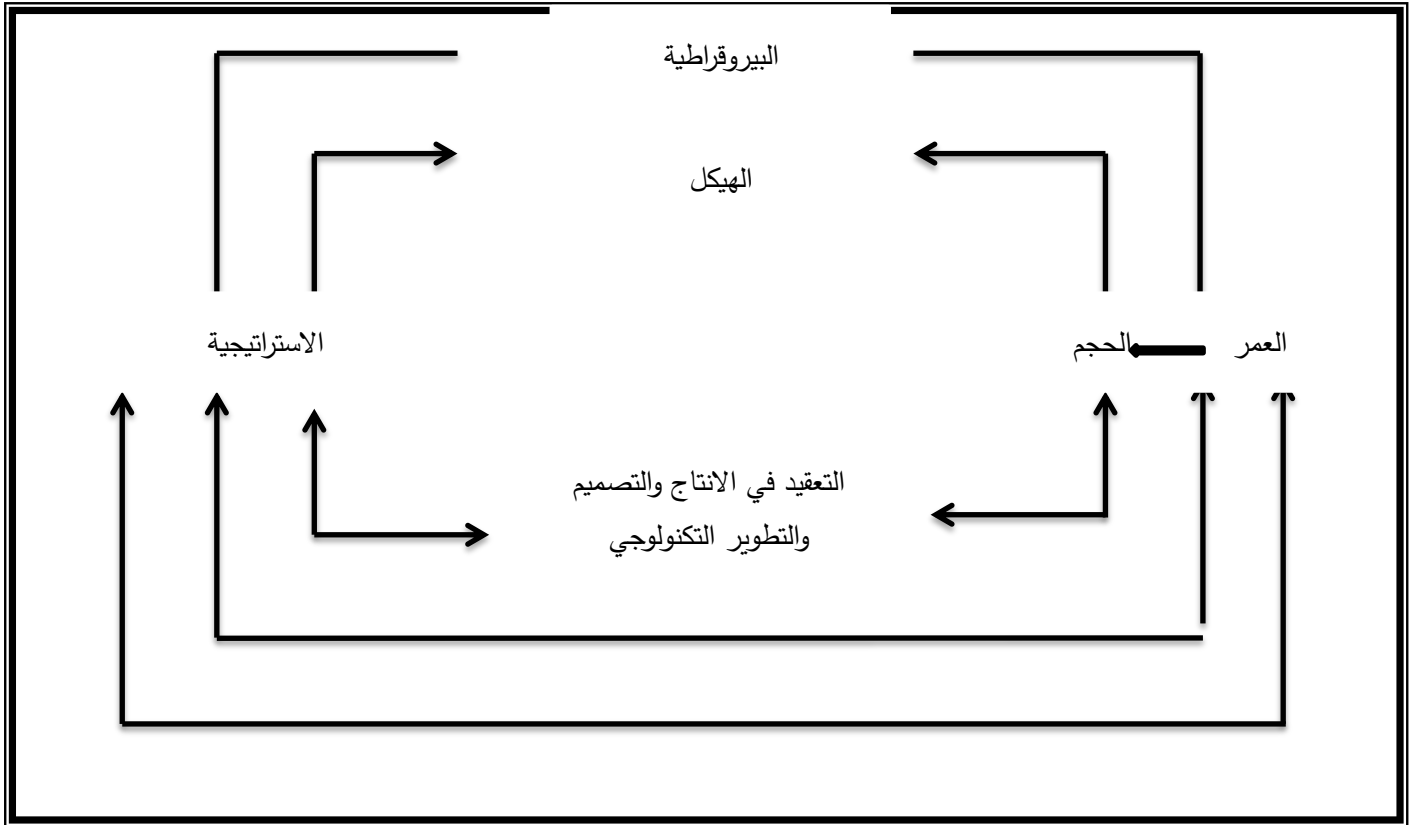 البيروقراطية
الهيكل
العمر
الحجم
الاستراتيجية
التعقيد في الانتاج والتصميم
والتطوير التكنولوجي